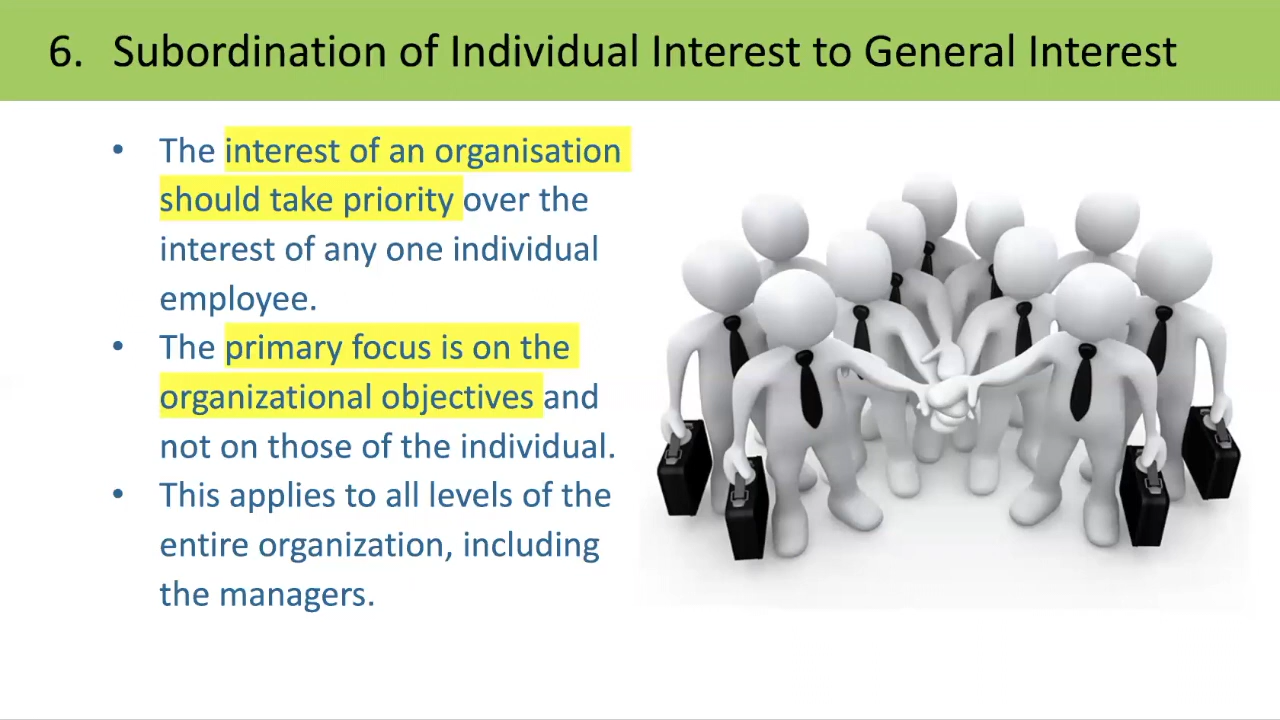 6. Subordination of Individual Interest to General Interest
• The interest of an organisation
should take priority over the
interest of any one individual
employee.
• The primary focus is on the
organizational objectives and
not on those of the individual.
• This applies to all levels of the
entire organization, including
the managers.